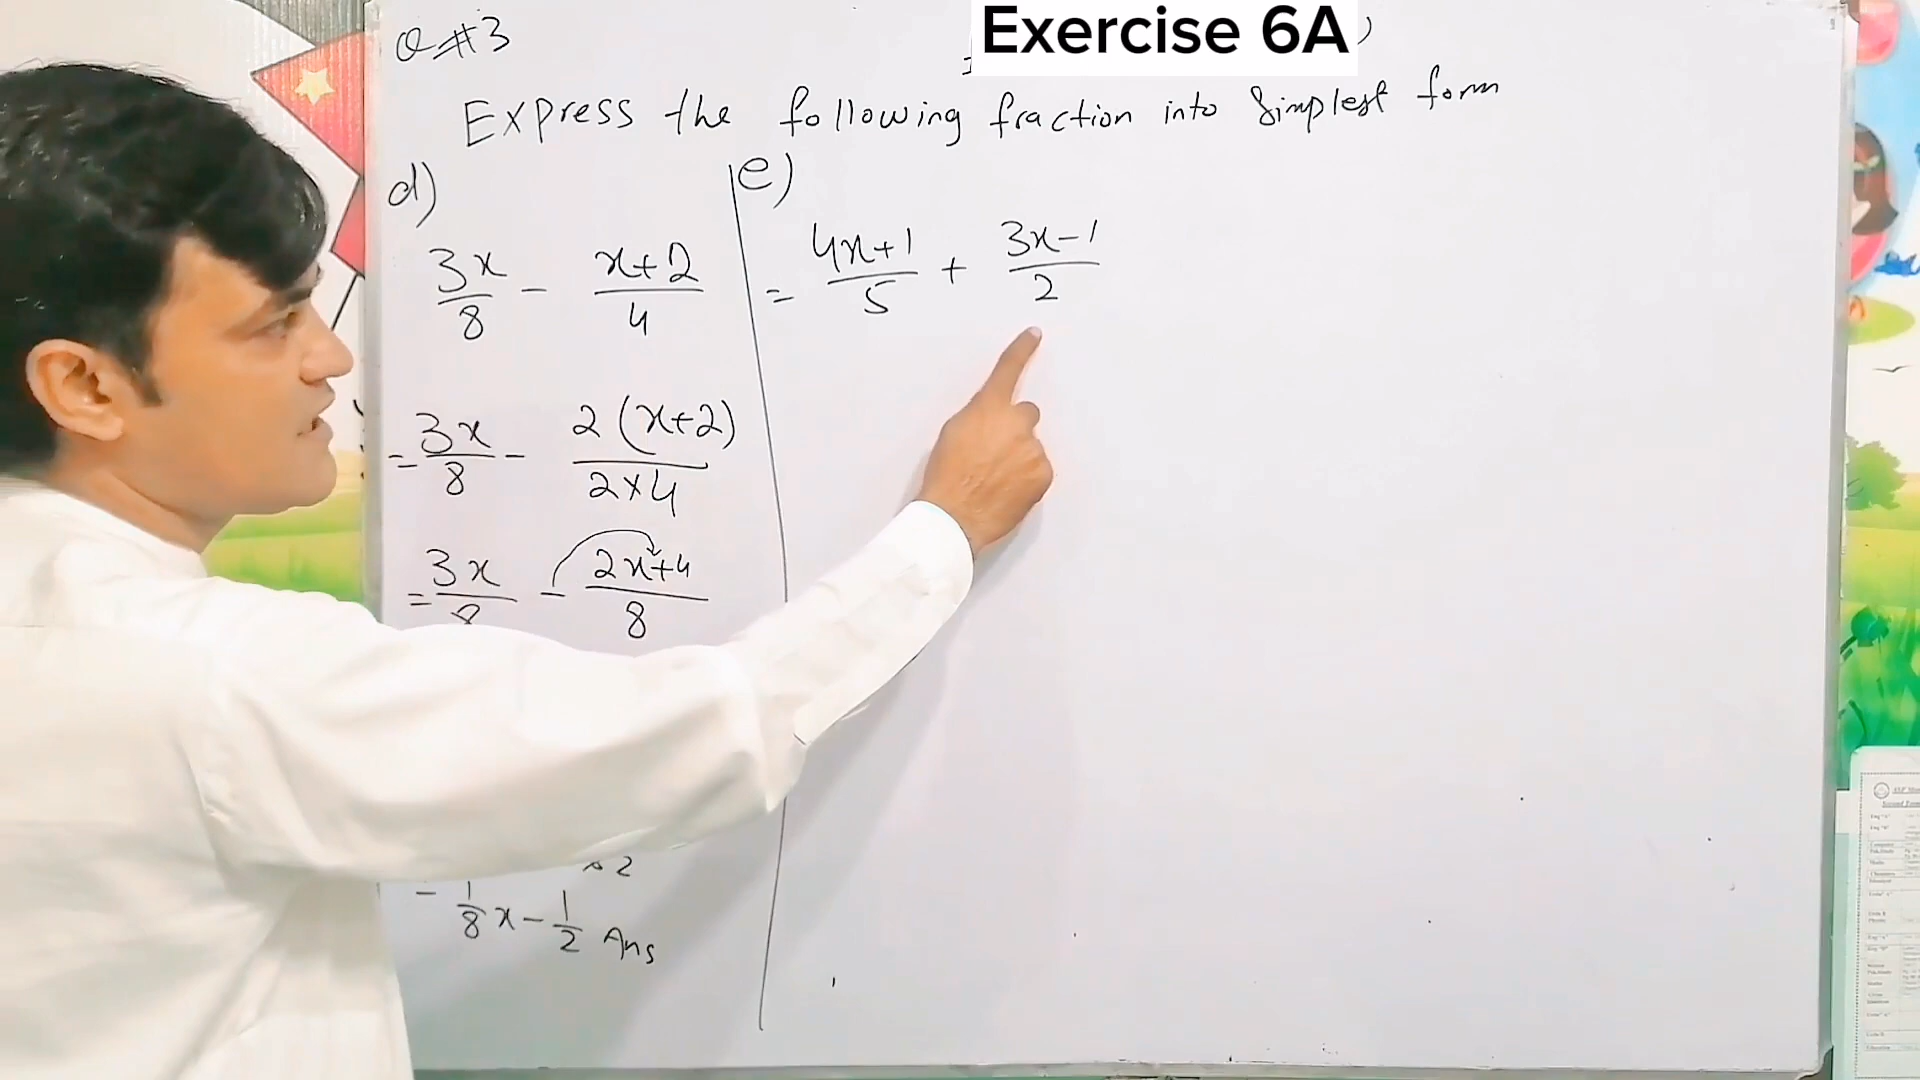 Exercise 6A
Q#3
Express the following fraction into Simplest form
d)
3x/8 - x+2/4
= 3x/8 - 2(x+2)/2×4
= 3x/8 - 2x+4/8
2
= 1/8 x - 1/2 Ans
e)
= 4x+1/5 + 3x-1/2